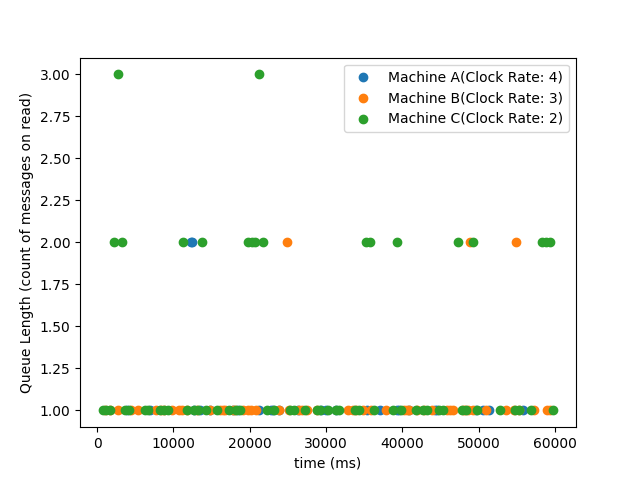 Machine A(Clock Rate: 4)
Machine B(Clock Rate: 3)
Machine C(Clock Rate: 2)
Queue Length (count of messages on read)
3.00
2.75
2.50
2.25
2.00
1.75
1.50
1.25
1.00
0 10000 20000 30000 40000 50000 60000
time (ms)